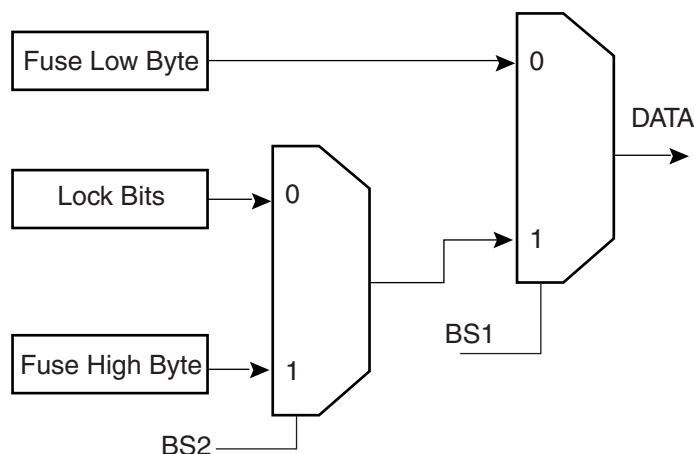 Fuse Low Byte
0
DATA
Lock Bits
0
1
BS1
Fuse High Byte
1
BS2